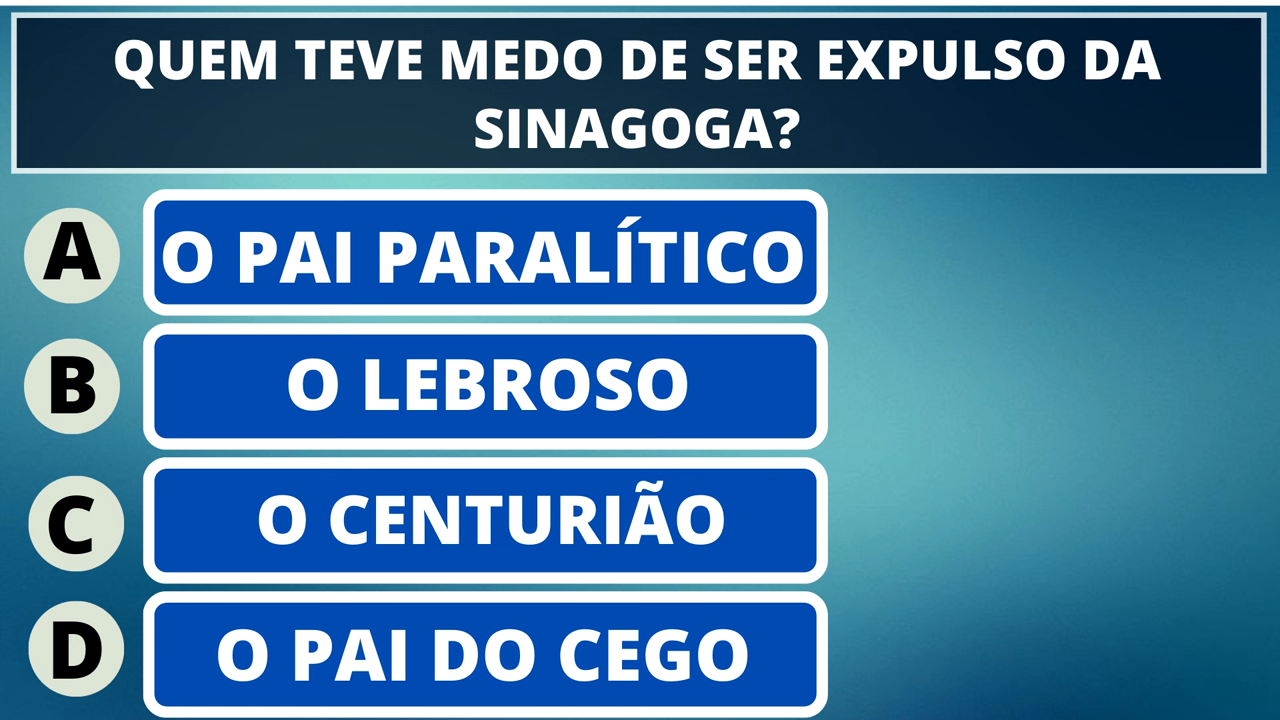 QUEM TEVE MEDO DE SER EXPULSO DA
SINAGOGA?
A O PAI PARALÍTICO
B O LEBROSO
C O CENTURIÃO
D O PAI DO CEGO